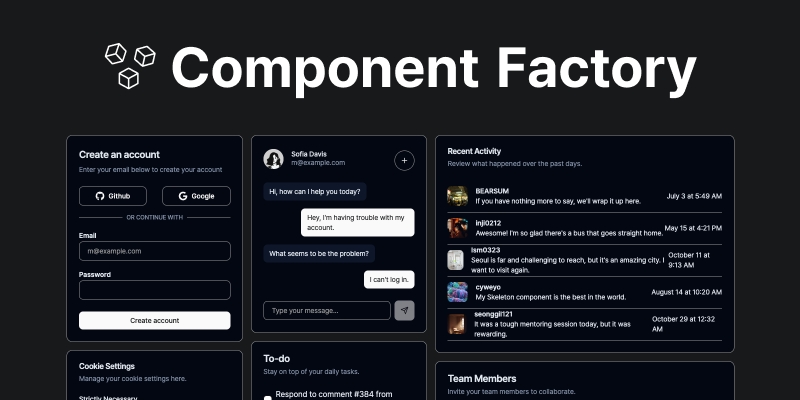 Component Factory
Create an account
Enter your email below to create your account
Github
Google
OR CONTINUE WITH
Email
m@example.com
Password
Create account
Cookie Settings
Manage your cookie settings here.
Strictly Necessary
Sofia Davis
m@example.com
Hi, how can I help you today?
Hey, I'm having trouble with my
account.
What seems to be the problem?
I can't log in.
Type your message...
To-do
Stay on top of your daily tasks.
Respond to comment #384 from
Recent Activity
Review what happened over the past days.
BEARSUM
If you have nothing more to say, we'll wrap it up here.
July 3 at 5:49 AM
inji0212
Awesome! I'm so glad there's a bus that goes straight home.
May 15 at 4:21 PM
lsm0323
Seoul is far and challenging to reach, but it's an amazing city. I
want to visit again.
October 11 at
9:13 AM
cyweyo
My Skeleton component is the best in the world.
August 14 at 10:20 AM
seonggil121
It was a tough mentoring session today, but it was
rewarding.
October 29 at 12:32
AM
Team Members
Invite your team members to collaborate.